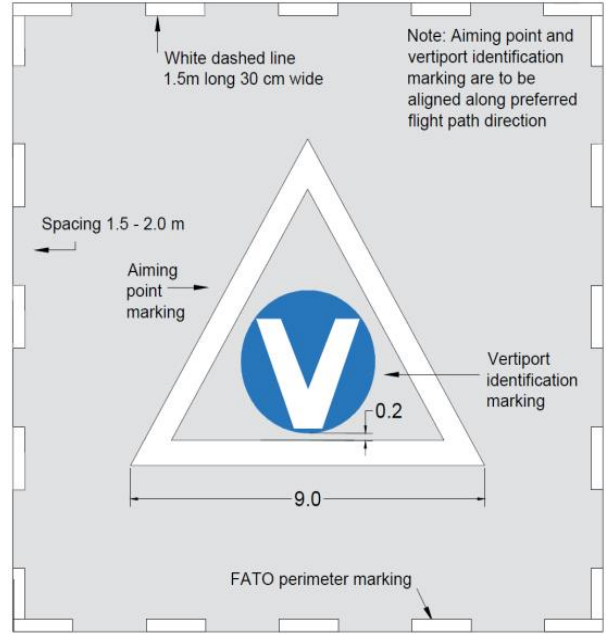 White dashed line
1.5m long 30 cm wide
Note: Aiming point and
vertiport identification
marking are to be
aligned along preferred
flight path direction
Spacing 1.5 - 2.0 m
Aiming
point
marking
V
Vertiport
identification
marking
0.2
9.0
FATO perimeter marking